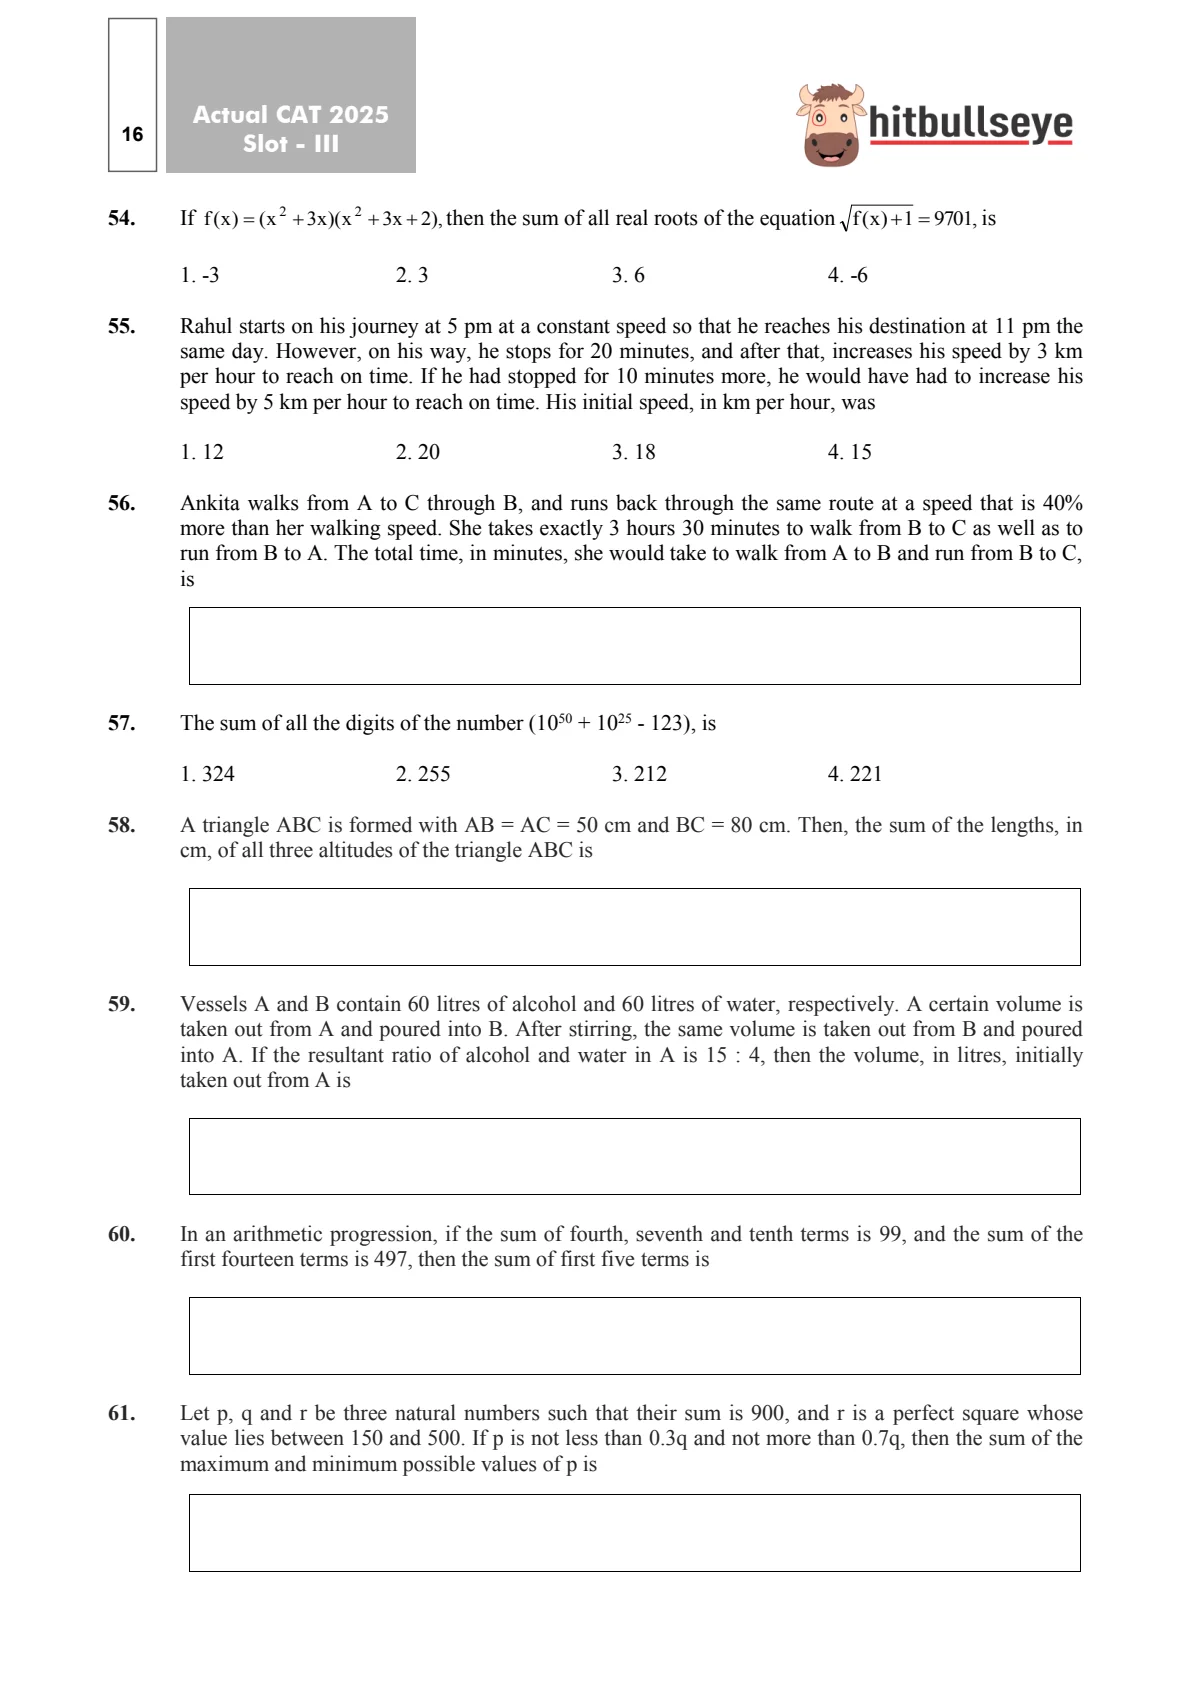 16
Actual CAT 2025
Slot - III
hitbullseye
54. If f(x) = (x² + 3x)(x² + 3x + 2), then the sum of all real roots of the equation √(f(x) + 1) = 9701, is
1. -3 2. 3 3. 6 4. -6
55. Rahul starts on his journey at 5 pm at a constant speed so that he reaches his destination at 11 pm the
same day. However, on his way, he stops for 20 minutes, and after that, increases his speed by 3 km
per hour to reach on time. If he had stopped for 10 minutes more, he would have had to increase his
speed by 5 km per hour to reach on time. His initial speed, in km per hour, was
1. 12 2. 20 3. 18 4. 15
56. Ankita walks from A to C through B, and runs back through the same route at a speed that is 40%
more than her walking speed. She takes exactly 3 hours 30 minutes to walk from B to C as well as to
run from B to A. The total time, in minutes, she would take to walk from A to B and run from B to C,
is
57. The sum of all the digits of the number (10⁵⁰ + 10²⁵ - 123), is
1. 324 2. 255 3. 212 4. 221
58. A triangle ABC is formed with AB = AC = 50 cm and BC = 80 cm. Then, the sum of the lengths, in
cm, of all three altitudes of the triangle ABC is
59. Vessels A and B contain 60 litres of alcohol and 60 litres of water, respectively. A certain volume is
taken out from A and poured into B. After stirring, the same volume is taken out from B and poured
into A. If the resultant ratio of alcohol and water in A is 15 : 4, then the volume, in litres, initially
taken out from A is
60. In an arithmetic progression, if the sum of fourth, seventh and tenth terms is 99, and the sum of the
first fourteen terms is 497, then the sum of first five terms is
61. Let p, q and r be three natural numbers such that their sum is 900, and r is a perfect square whose
value lies between 150 and 500. If p is not less than 0.3q and not more than 0.7q, then the sum of the
maximum and minimum possible values of p is